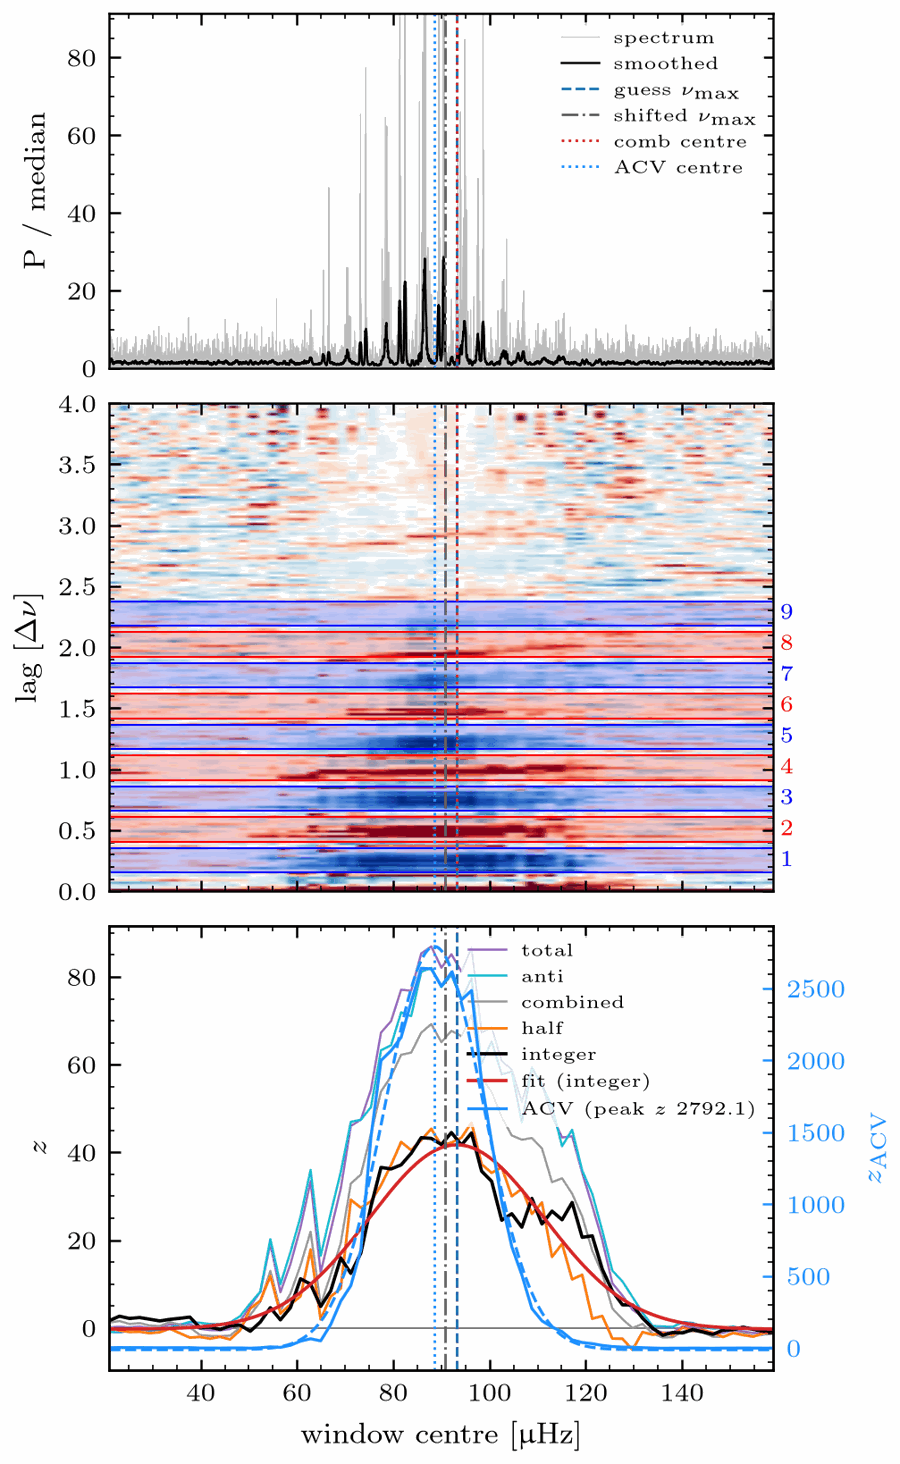 80
60
40
20
0
P / median
spectrum
smoothed
guess νmax
shifted νmax
comb centre
ACV centre
4.0
3.5
3.0
2.5
2.0
1.5
1.0
0.5
0.0
lag [Δν]
9
8
7
6
5
4
3
2
1
80
60
40
20
0
z
total
anti
combined
half
integer
fit (integer)
ACV (peak z 2792.1)
2500
2000
1500
1000
500
0
zACV
40 60 80 100 120 140
window centre [μHz]